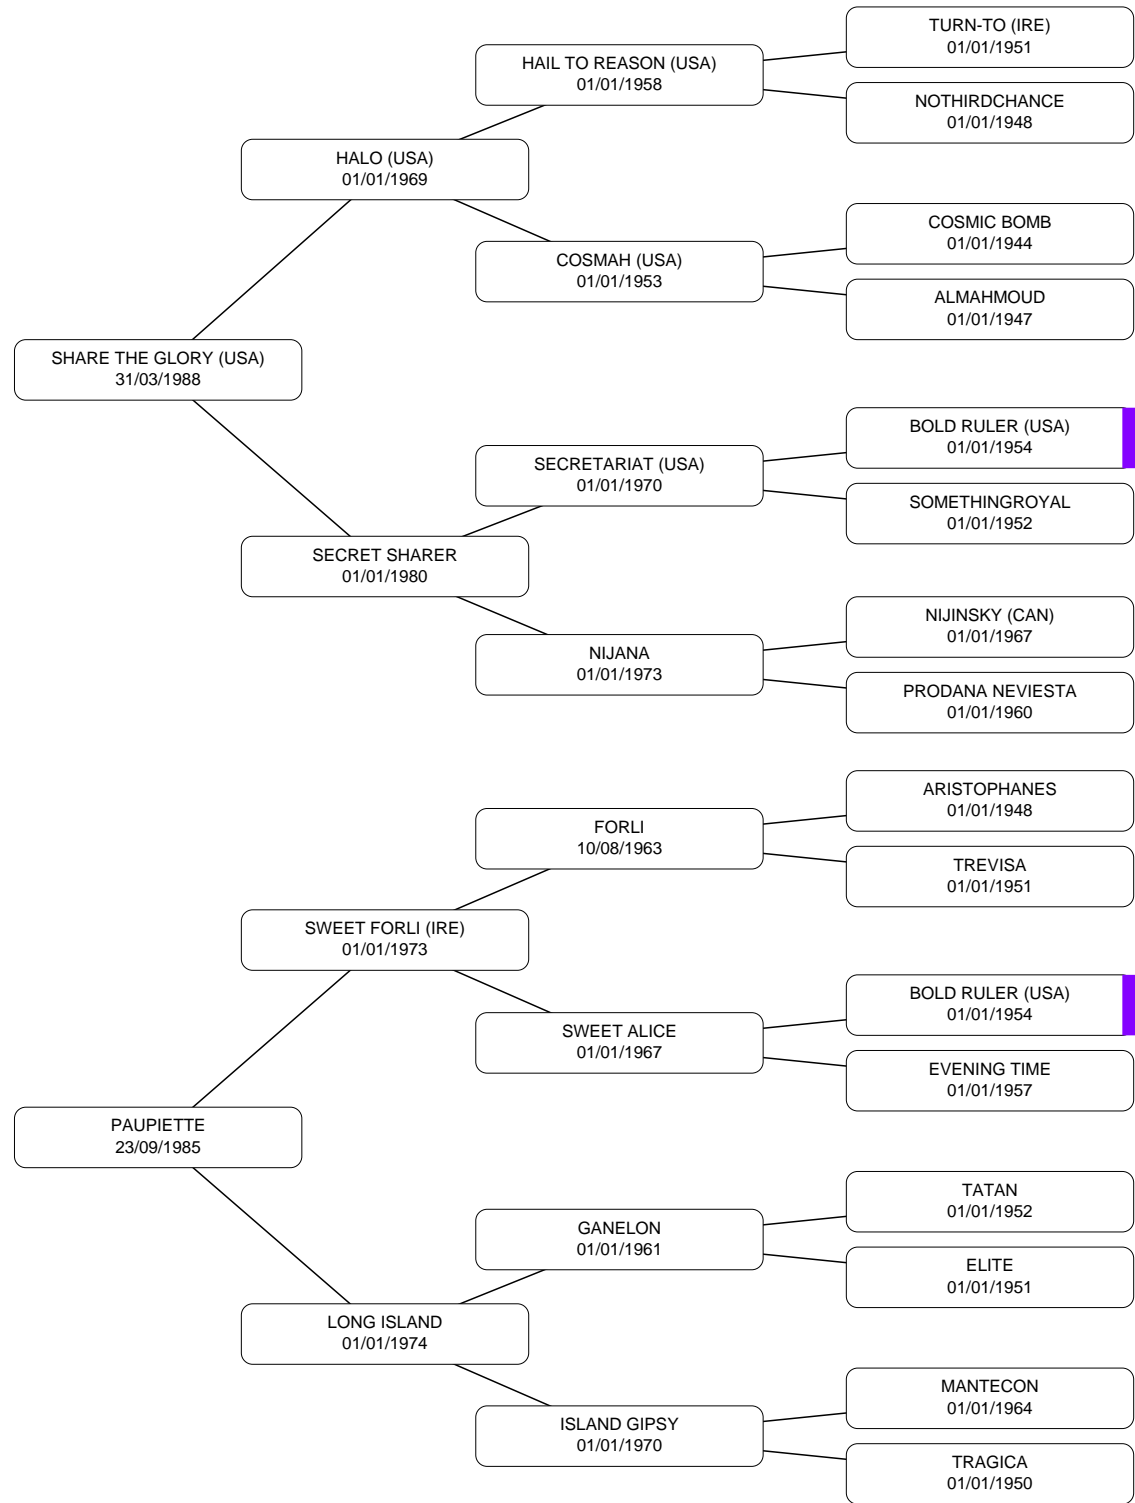 TURN-TO (IRE)
01/01/1951
HAIL TO REASON (USA)
01/01/1958
NOTHIRDCHANCE
01/01/1948
HALO (USA)
01/01/1969
COSMIC BOMB
01/01/1944
COSMAH (USA)
01/01/1953
ALMAHMOUD
01/01/1947
SHARE THE GLORY (USA)
31/03/1988
BOLD RULER (USA)
01/01/1954
SECRETARIAT (USA)
01/01/1970
SOMETHINGROYAL
01/01/1952
SECRET SHARER
01/01/1980
NIJINSKY (CAN)
01/01/1967
NIJANA
01/01/1973
PRODANA NEVIESTA
01/01/1960
ARISTOPHANES
01/01/1948
FORLI
10/08/1963
TREVISA
01/01/1951
SWEET FORLI (IRE)
01/01/1973
BOLD RULER (USA)
01/01/1954
SWEET ALICE
01/01/1967
EVENING TIME
01/01/1957
PAUPIETTE
23/09/1985
TATAN
01/01/1952
GANELON
01/01/1961
ELITE
01/01/1951
LONG ISLAND
01/01/1974
MANTECON
01/01/1964
ISLAND GIPSY
01/01/1970
TRAGICA
01/01/1950